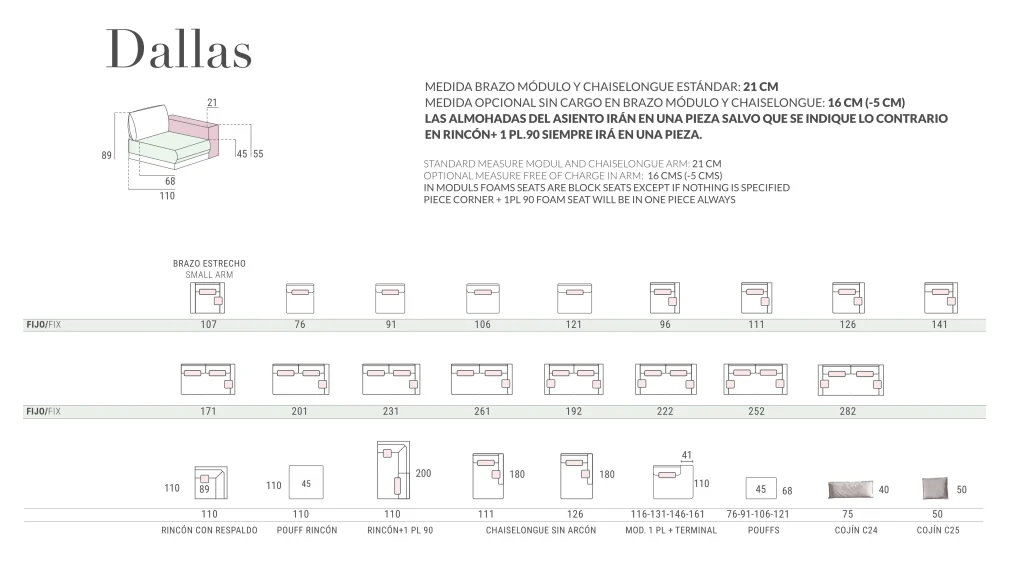 Dallas
MEDIDA BRAZO MÓDULO Y CHAISELONGUE ESTÁNDAR: 21 CM
MEDIDA OPCIONAL SIN CARGO EN BRAZO MÓDULO Y CHAISELONGUE: 16 CM (-5 CM)
LAS ALMOHADAS DEL ASIENTO IRÁN EN UNA PIEZA SALVO QUE SE INDIQUE LO CONTRARIO
EN RINCÓN+ 1 PL.90 SIEMPRE IRÁ EN UNA PIEZA.
21
89
45 55
68
110
STANDARD MEASURE MODUL AND CHAISELONGUE ARM: 21 CM
OPTIONAL MEASURE FREE OF CHARGE IN ARM: 16 CMS (-5 CMS)
IN MODULS FOAMS SEATS ARE BLOCK SEATS EXCEPT IF NOTHING IS SPECIFIED
PIECE CORNER + 1PL 90 FOAM SEAT WILL BE IN ONE PIECE ALWAYS
BRAZO ESTRECHO
SMALL ARM
FIJO/FIX 107 76 91 106 121 96 111 126 141
FIJO/FIX 171 201 231 261 192 222 252 282
110 89 110 45 200 180 180 41 110 45 68 40 50
110 110 110 111 126 116-131-146-161 76-91-106-121 75 50
RINCÓN CON RESPALDO POUFF RINCÓN RINCÓN+1 PL 90 CHAISELONGUE SIN ARCÓN MOD. 1 PL + TERMINAL POUFFS COJÍN C24 COJÍN C25